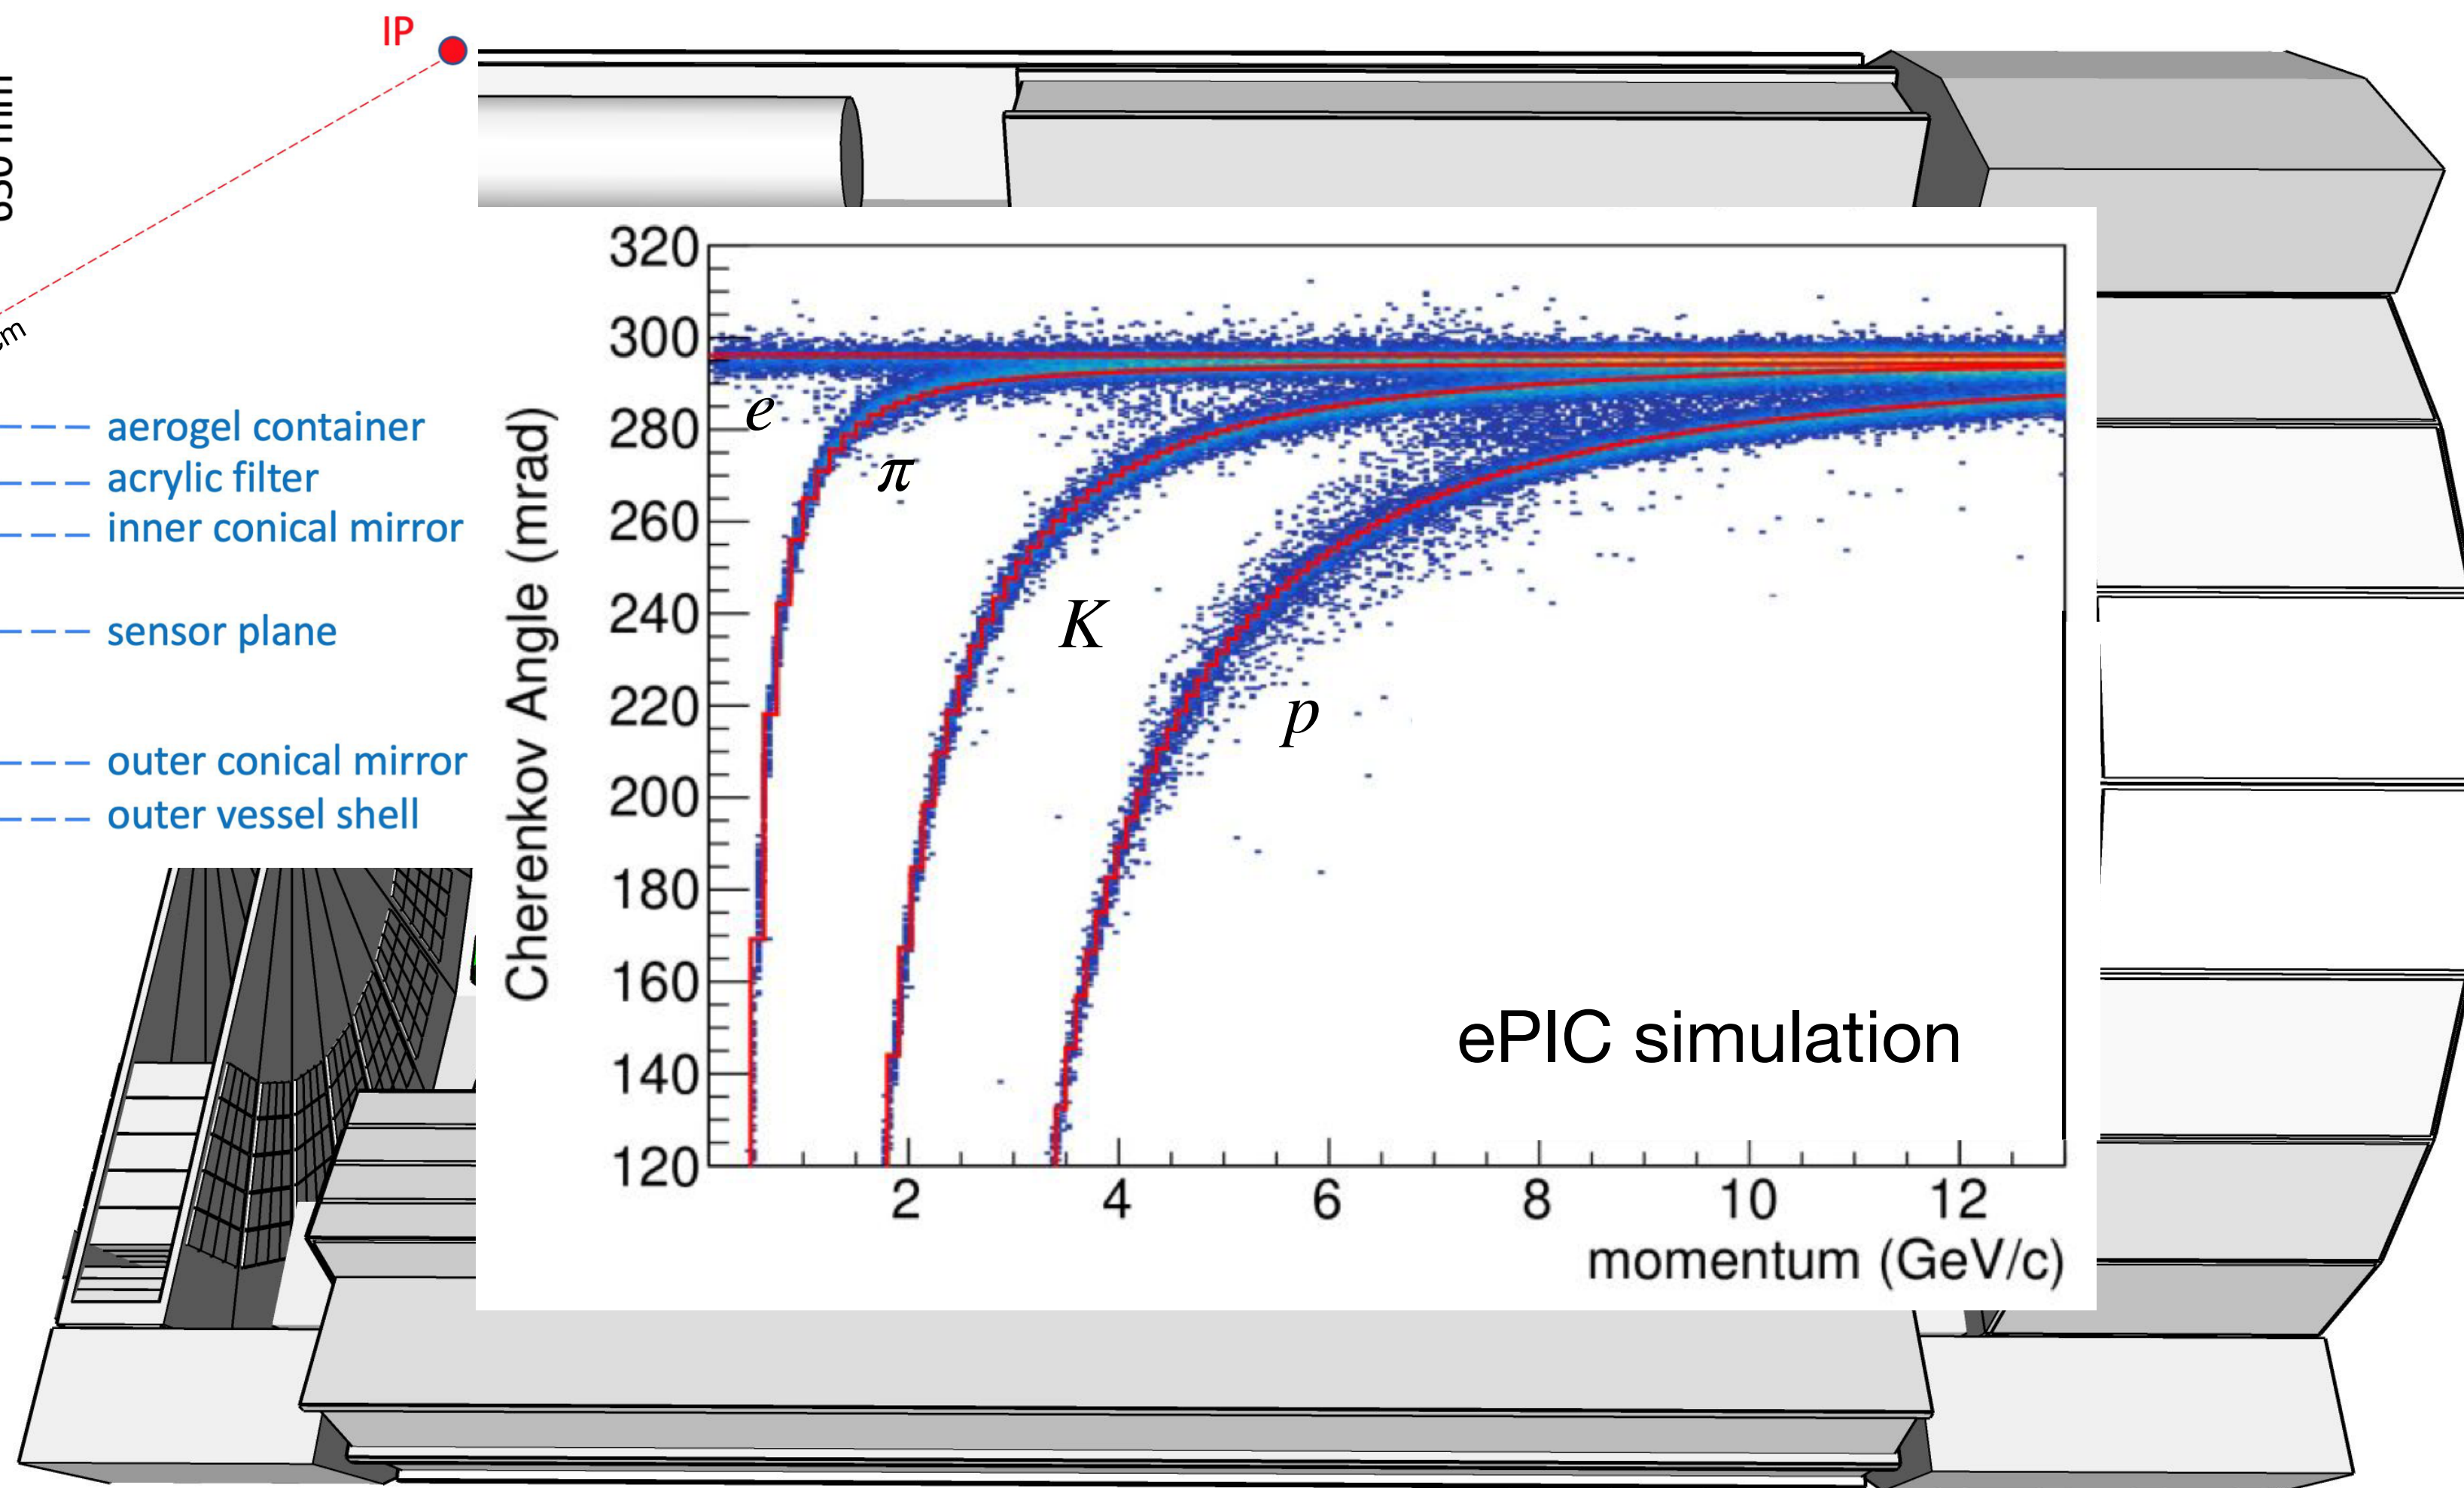 IP
aerogel container
acrylic filter
inner conical mirror
sensor plane
outer conical mirror
outer vessel shell
Cherenkov Angle (mrad)
320
300
280
260
240
220
200
180
160
140
120
e
π
K
p
ePIC simulation
2 4 6 8 10 12
momentum (GeV/c)